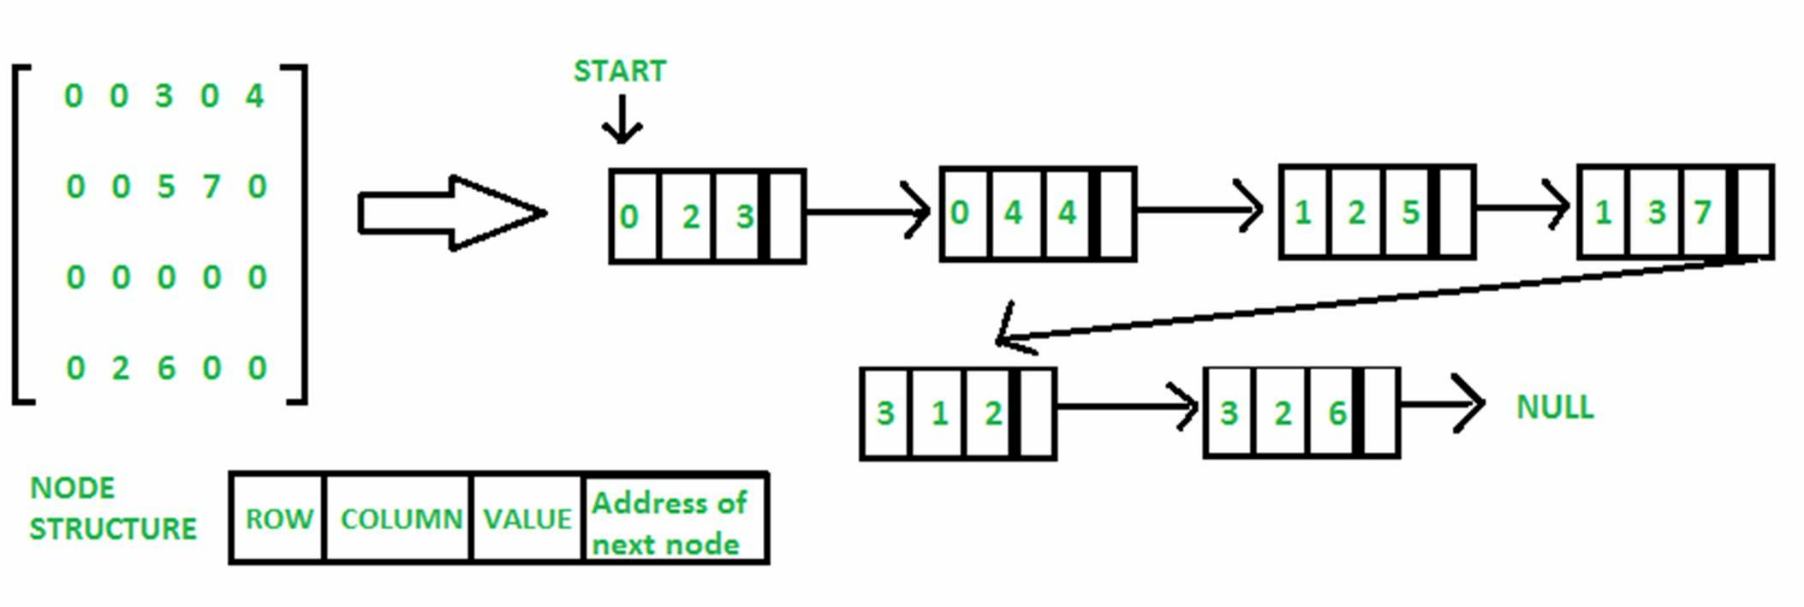 START
0 0 3 0 4
0 0 5 7 0
0 0 0 0 0
0 2 6 0 0
0 2 3
0 4 4
1 2 5
1 3 7
3 1 2
3 2 6
NULL
NODE
STRUCTURE
ROW
COLUMN
VALUE
Address of
next node